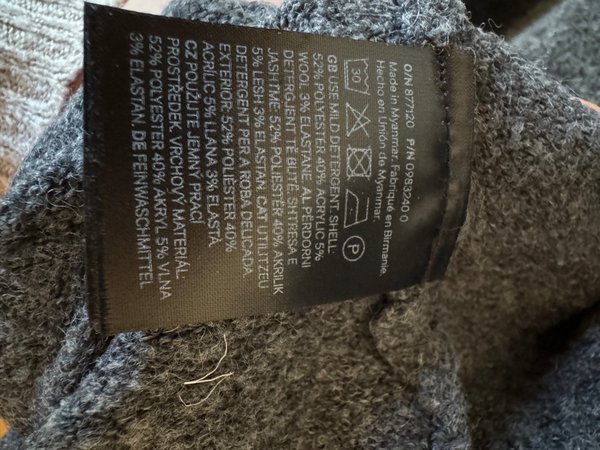 O/N 877120 P/N 0983240 0
Made in Myanmar. Fabriqué en Birmanie.
Hecho en Unión de Myanmar.
30
P
GB USE MILD DETERGENT. SHELL:
52% POLYESTER 40% ACRYLIC 5%
WOOL 3% ELASTANE. AL PERDORNI
DETERJENT TË BUTË. SHTRESA E
JASHTME: 52% POLIESTER 40% AKRILIK
5% LESH 3% ELASTAN. CAT UTILITZEU
DETERGENT PER A ROBA DELICADA.
EXTERIOR: 52% POLIÈSTER 40%
ACRÍLIC 5% LLANA 3% ELASTÀ
CZ POUŽIJTE JEMNÝ PRACÍ
PROSTŘEDEK. VRCHOVÝ MATERIÁL:
52% POLYESTER 40% AKRYL 5% VLNA
3% ELASTAN. DE FEINWASCHMITTEL